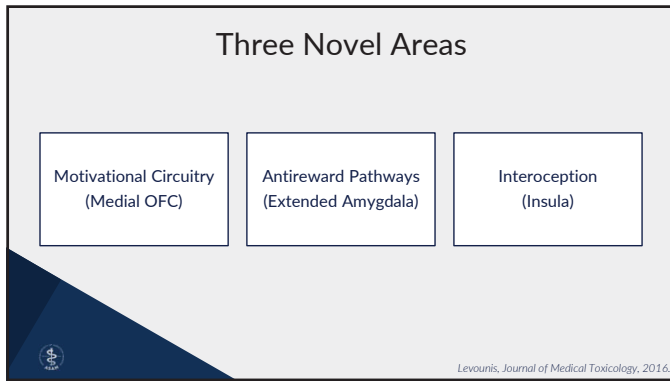 Three Novel Areas
Motivational Circuitry
(Medial OFC)
Antireward Pathways
(Extended Amygdala)
Interoception
(Insula)
ASAM
Levounis, Journal of Medical Toxicology, 2016.